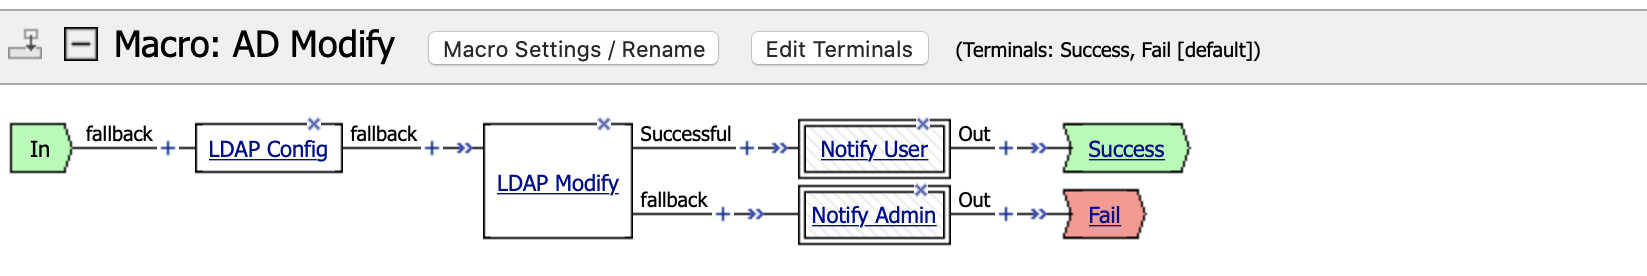 Macro: AD Modify Macro Settings / Rename Edit Terminals (Terminals: Success, Fail [default])
In fallback + LDAP Config fallback + LDAP Modify Successful + Notify User Out + Success
fallback + Notify Admin Out + Fail